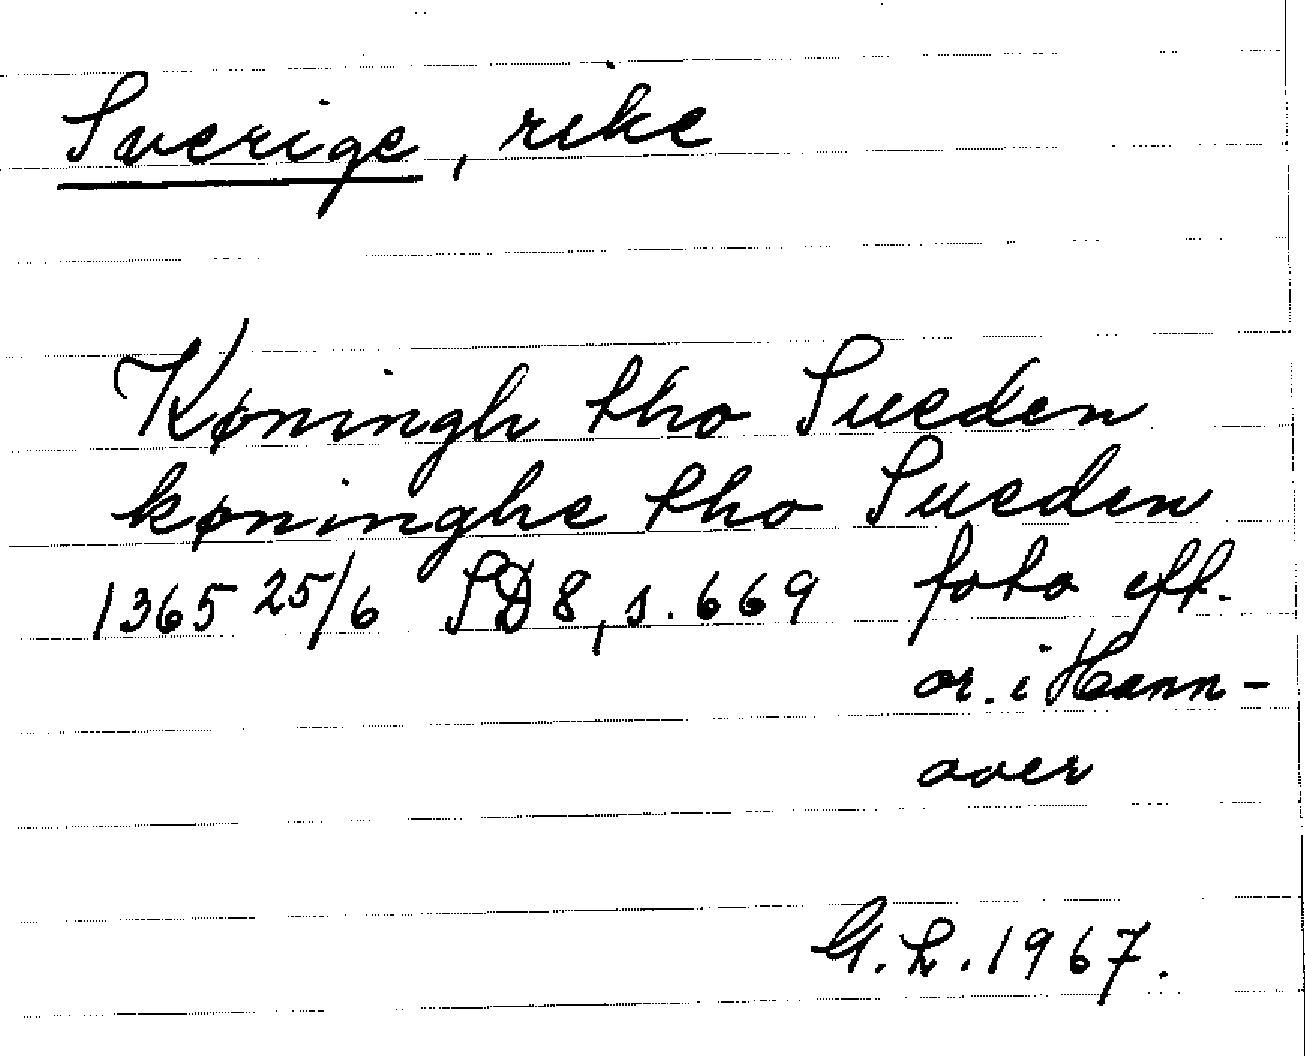 Sverige, rike
Køningh tho Sueden
køninghe tho Sueden
1365 25/6 SD 8, s. 669 foto eft.
or. i Hann-
over
G. L. 1967.